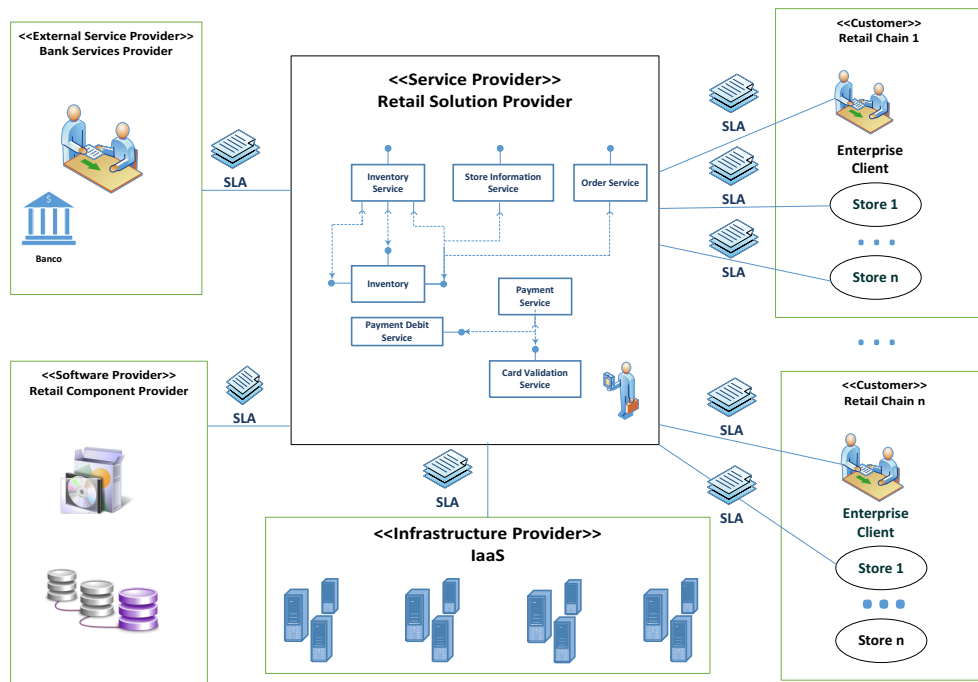 <<External Service Provider>>
Bank Services Provider
$
Banco
SLA
<<Service Provider>>
Retail Solution Provider
Inventory
Service
Store Information
Service
Order Service
Inventory
Payment
Service
Payment Debit
Service
Card Validation
Service
<<Customer>>
Retail Chain 1
SLA
SLA
SLA
Enterprise
Client
Store 1
Store n
<<Software Provider>>
Retail Component Provider
SLA
SLA
<<Infrastructure Provider>>
IaaS
<<Customer>>
Retail Chain n
SLA
SLA
Enterprise
Client
Store 1
Store n